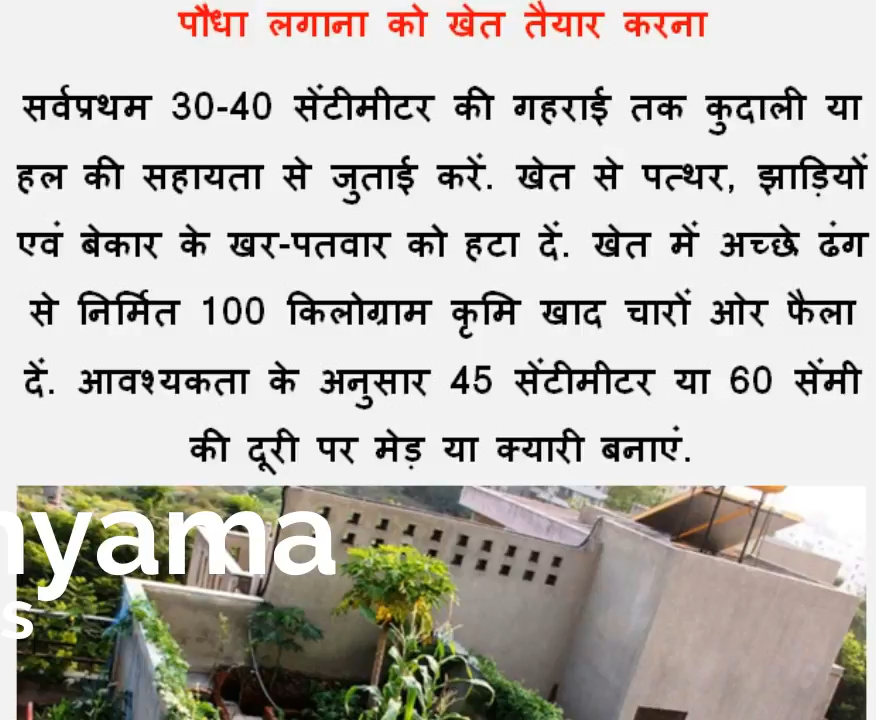 पौधा लगाना को खेत तैयार करना
सर्वप्रथम 30-40 सेंटीमीटर की गहराई तक कुदाली या
हल की सहायता से जुताई करें. खेत से पत्थर, झाड़ियों
एवं बेकार के खर-पतवार को हटा दें. खेत में अच्छे ढंग
से निर्मित 100 किलोग्राम कृमि खाद चारों ओर फैला
दें. आवश्यकता के अनुसार 45 सेंटीमीटर या 60 सेंमी
की दूरी पर मेड़ या क्यारी बनाएं.
nyama
s